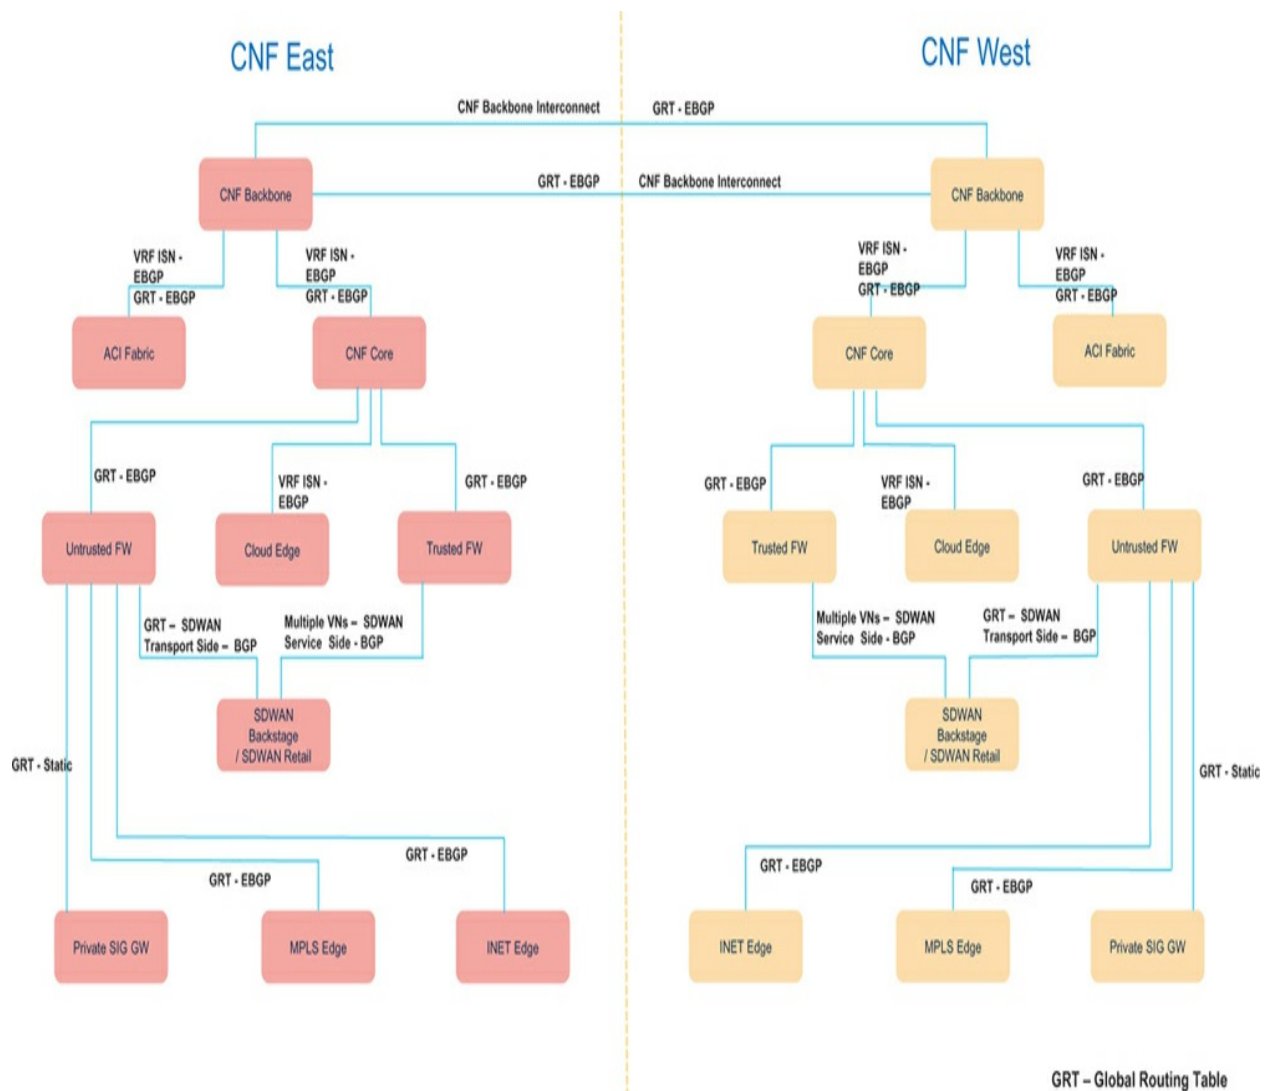 CNF East
CNF West
CNF Backbone Interconnect
GRT - EBGP
GRT - EBGP
CNF Backbone Interconnect
CNF Backbone
CNF Backbone
VRF ISN -
EBGP
GRT - EBGP
VRF ISN -
EBGP
GRT - EBGP
VRF ISN -
EBGP
GRT - EBGP
VRF ISN -
EBGP
GRT - EBGP
ACI Fabric
CNF Core
CNF Core
ACI Fabric
GRT - EBGP
VRF ISN -
EBGP
GRT - EBGP
GRT - EBGP
VRF ISN -
EBGP
GRT - EBGP
Untrusted FW
Cloud Edge
Trusted FW
Trusted FW
Cloud Edge
Untrusted FW
GRT – SDWAN
Transport Side – BGP
Multiple VNs – SDWAN
Service Side - BGP
Multiple VNs – SDWAN
Service Side - BGP
GRT – SDWAN
Transport Side – BGP
SDWAN
Backstage
/ SDWAN Retail
SDWAN
Backstage
/ SDWAN Retail
GRT - Static
GRT - Static
GRT - EBGP
GRT - EBGP
GRT - EBGP
GRT - EBGP
Private SIG GW
MPLS Edge
INET Edge
INET Edge
MPLS Edge
Private SIG GW
GRT – Global Routing Table